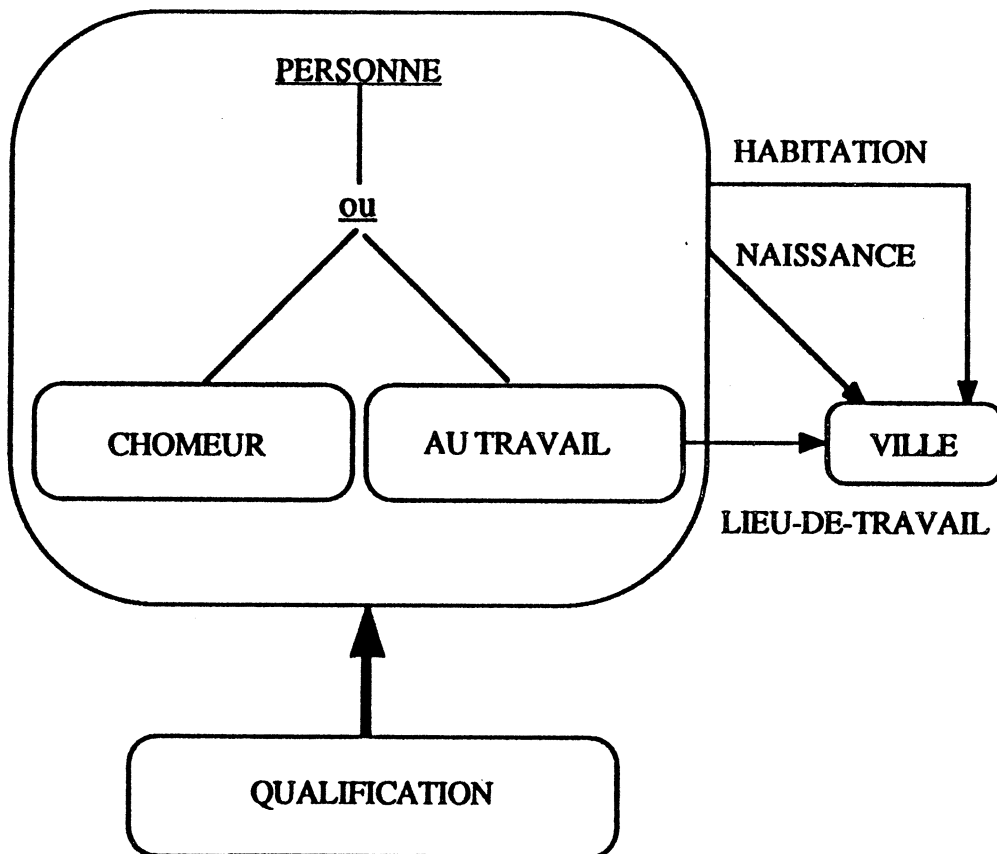 PERSONNE
HABITATION
ou
NAISSANCE
CHOMEUR
AU TRAVAIL
VILLE
LIEU-DE-TRAVAIL
QUALIFICATION